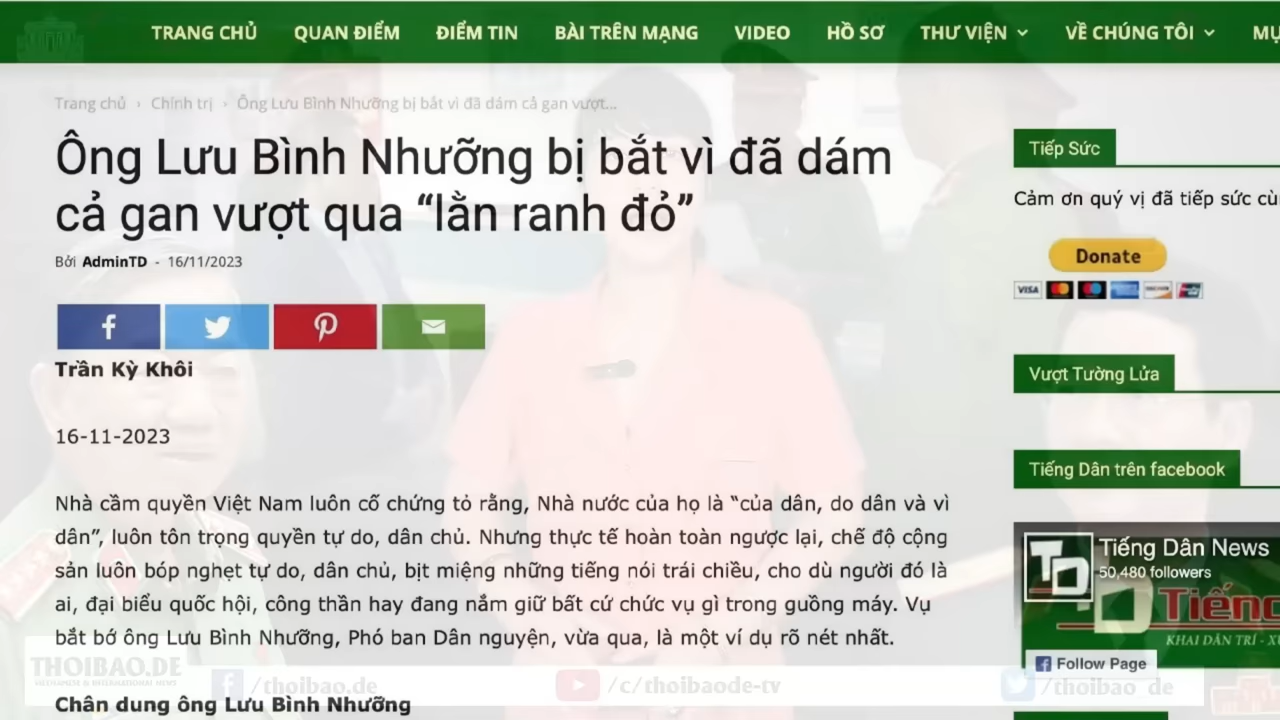 TRANG CHỦ QUAN ĐIỂM ĐIỂM TIN BÀI TRÊN MẠNG VIDEO HỒ SƠ THƯ VIỆN VỀ CHÚNG TÔI
Trang chủ › Chính trị › Ông Lưu Bình Nhưỡng bị bắt vì đã dám cả gan vượt...
Ông Lưu Bình Nhưỡng bị bắt vì đã dám
cả gan vượt qua “lằn ranh đỏ”
Bởi AdminTD - 16/11/2023
Trần Kỳ Khôi
16-11-2023
Nhà cầm quyền Việt Nam luôn cố chứng tỏ rằng, Nhà nước của họ là “của dân, do dân và vì
dân”, luôn tôn trọng quyền tự do, dân chủ. Nhưng thực tế hoàn toàn ngược lại, chế độ cộng
sản luôn bóp nghẹt tự do, dân chủ, bịt miệng những tiếng nói trái chiều, cho dù người đó là
ai, đại biểu quốc hội, công thần hay đang nắm giữ bất cứ chức vụ gì trong guồng máy. Vụ
bắt bớ ông Lưu Bình Nhưỡng, Phó ban Dân nguyện, vừa qua, là một ví dụ rõ nét nhất.
Chân dung ông Lưu Bình Nhưỡng
Tiếp Sức
Cảm ơn quý vị đã tiếp sức
Donate
VISA
Vượt Tường Lửa
Tiếng Dân trên facebook
TD
Tiếng Dân News
50,480 followers
KHAI DÂN TRÍ
Follow Page
THOIBAO.DE
VIETNAMESE & INTERNATIONAL NEWS
/thoibao.de
/c/thoibaode-tv
/thoibao_de